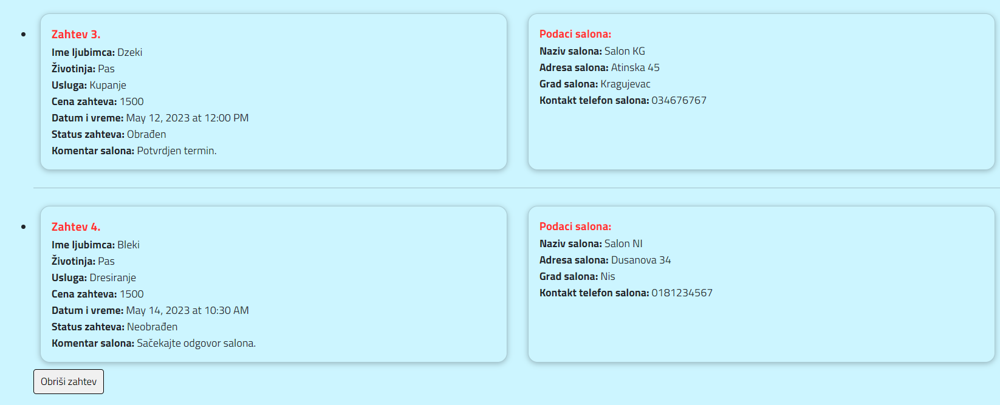 Zahtev 3.
Ime ljubimca: Dzeki
Životinja: Pas
Usluga: Kupanje
Cena zahteva: 1500
Datum i vreme: May 12, 2023 at 12:00 PM
Status zahteva: Obrađen
Komentar salona: Potvrdjen termin.
Podaci salona:
Naziv salona: Salon KG
Adresa salona: Atinska 45
Grad salona: Kragujevac
Kontakt telefon salona: 034676767
Zahtev 4.
Ime ljubimca: Bleki
Životinja: Pas
Usluga: Dresiranje
Cena zahteva: 1500
Datum i vreme: May 14, 2023 at 10:30 AM
Status zahteva: Neobrađen
Komentar salona: Sačekajte odgovor salona.
Podaci salona:
Naziv salona: Salon NI
Adresa salona: Dusanova 34
Grad salona: Nis
Kontakt telefon salona: 0181234567
Obriši zahtev